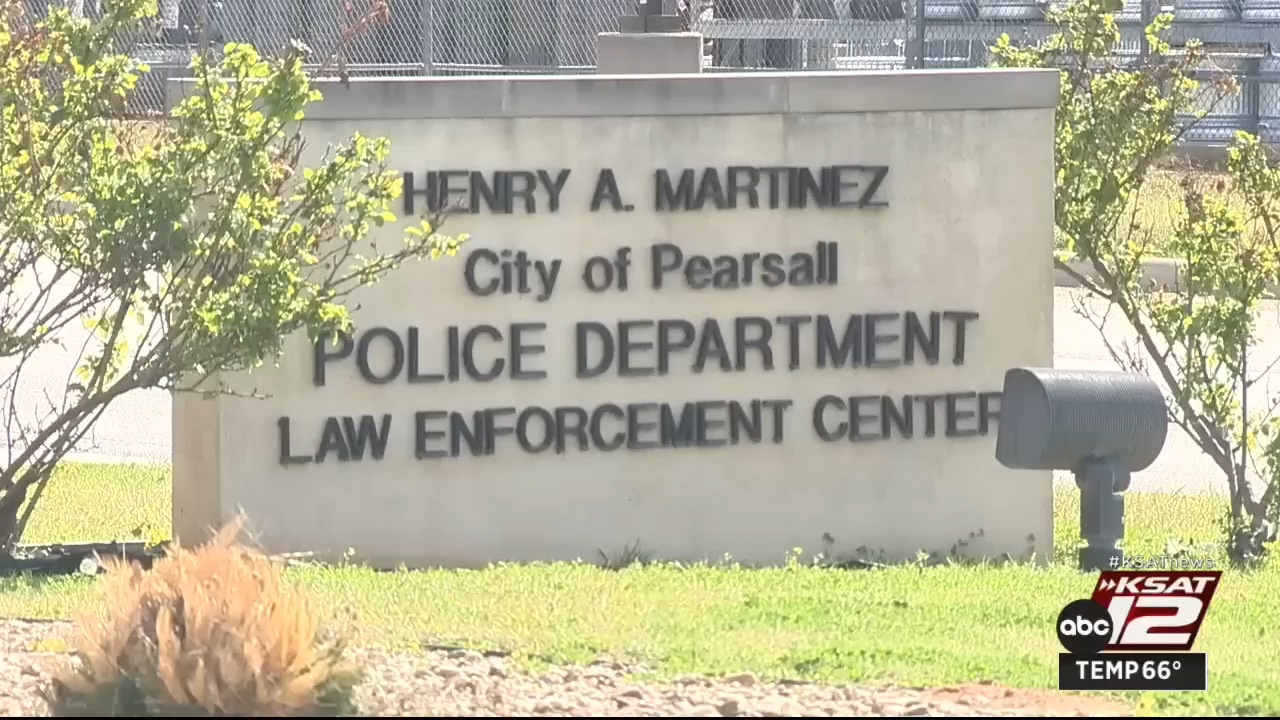 HENRY A. MARTINEZ
City of Pearsall
POLICE DEPARTMENT
LAW ENFORCEMENT CENTER
#KSATnews
KSAT
abc 12
TEMP 66°